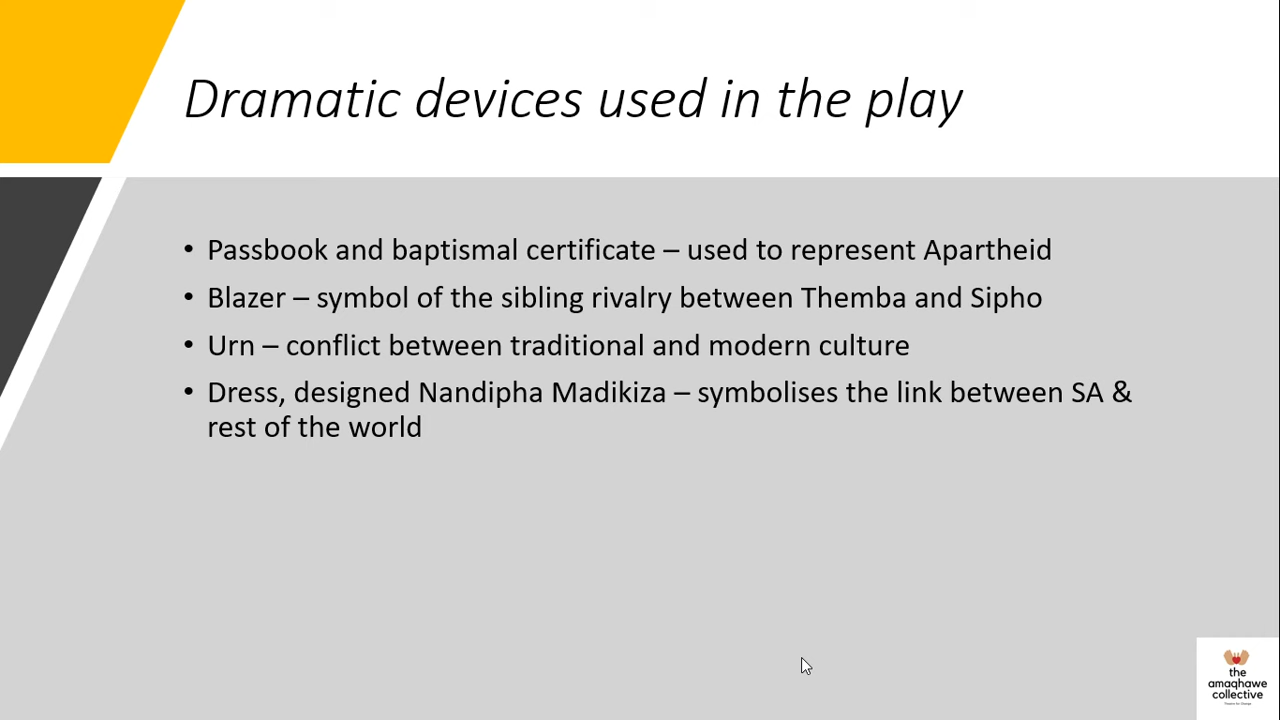 Dramatic devices used in the play
• Passbook and baptismal certificate – used to represent Apartheid
• Blazer – symbol of the sibling rivalry between Themba and Sipho
• Urn – conflict between traditional and modern culture
• Dress, designed Nandipha Madikiza – symbolises the link between SA &
rest of the world
the
amaqhawe
collective